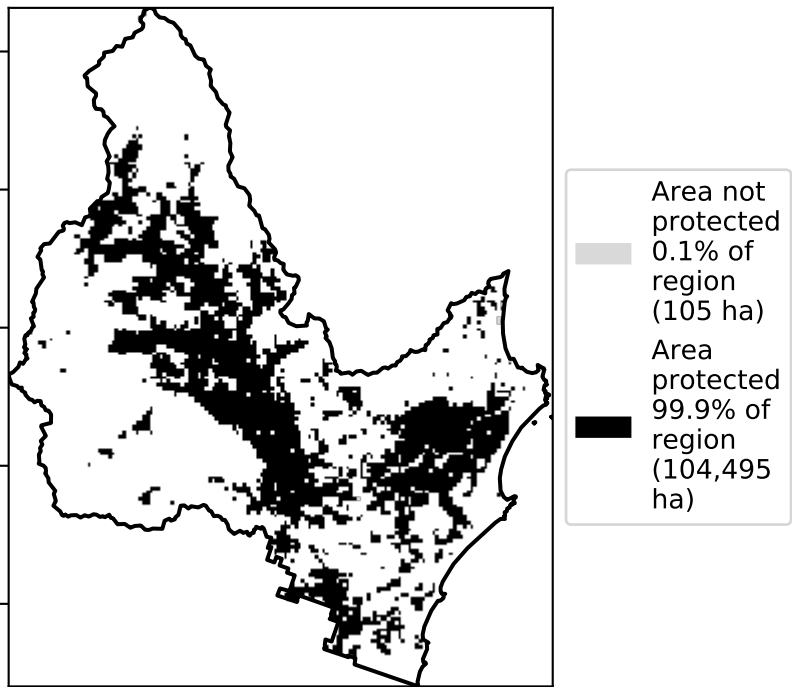 Area not
protected
0.1% of
region
(105 ha)
Area
protected
99.9% of
region
(104,495
ha)